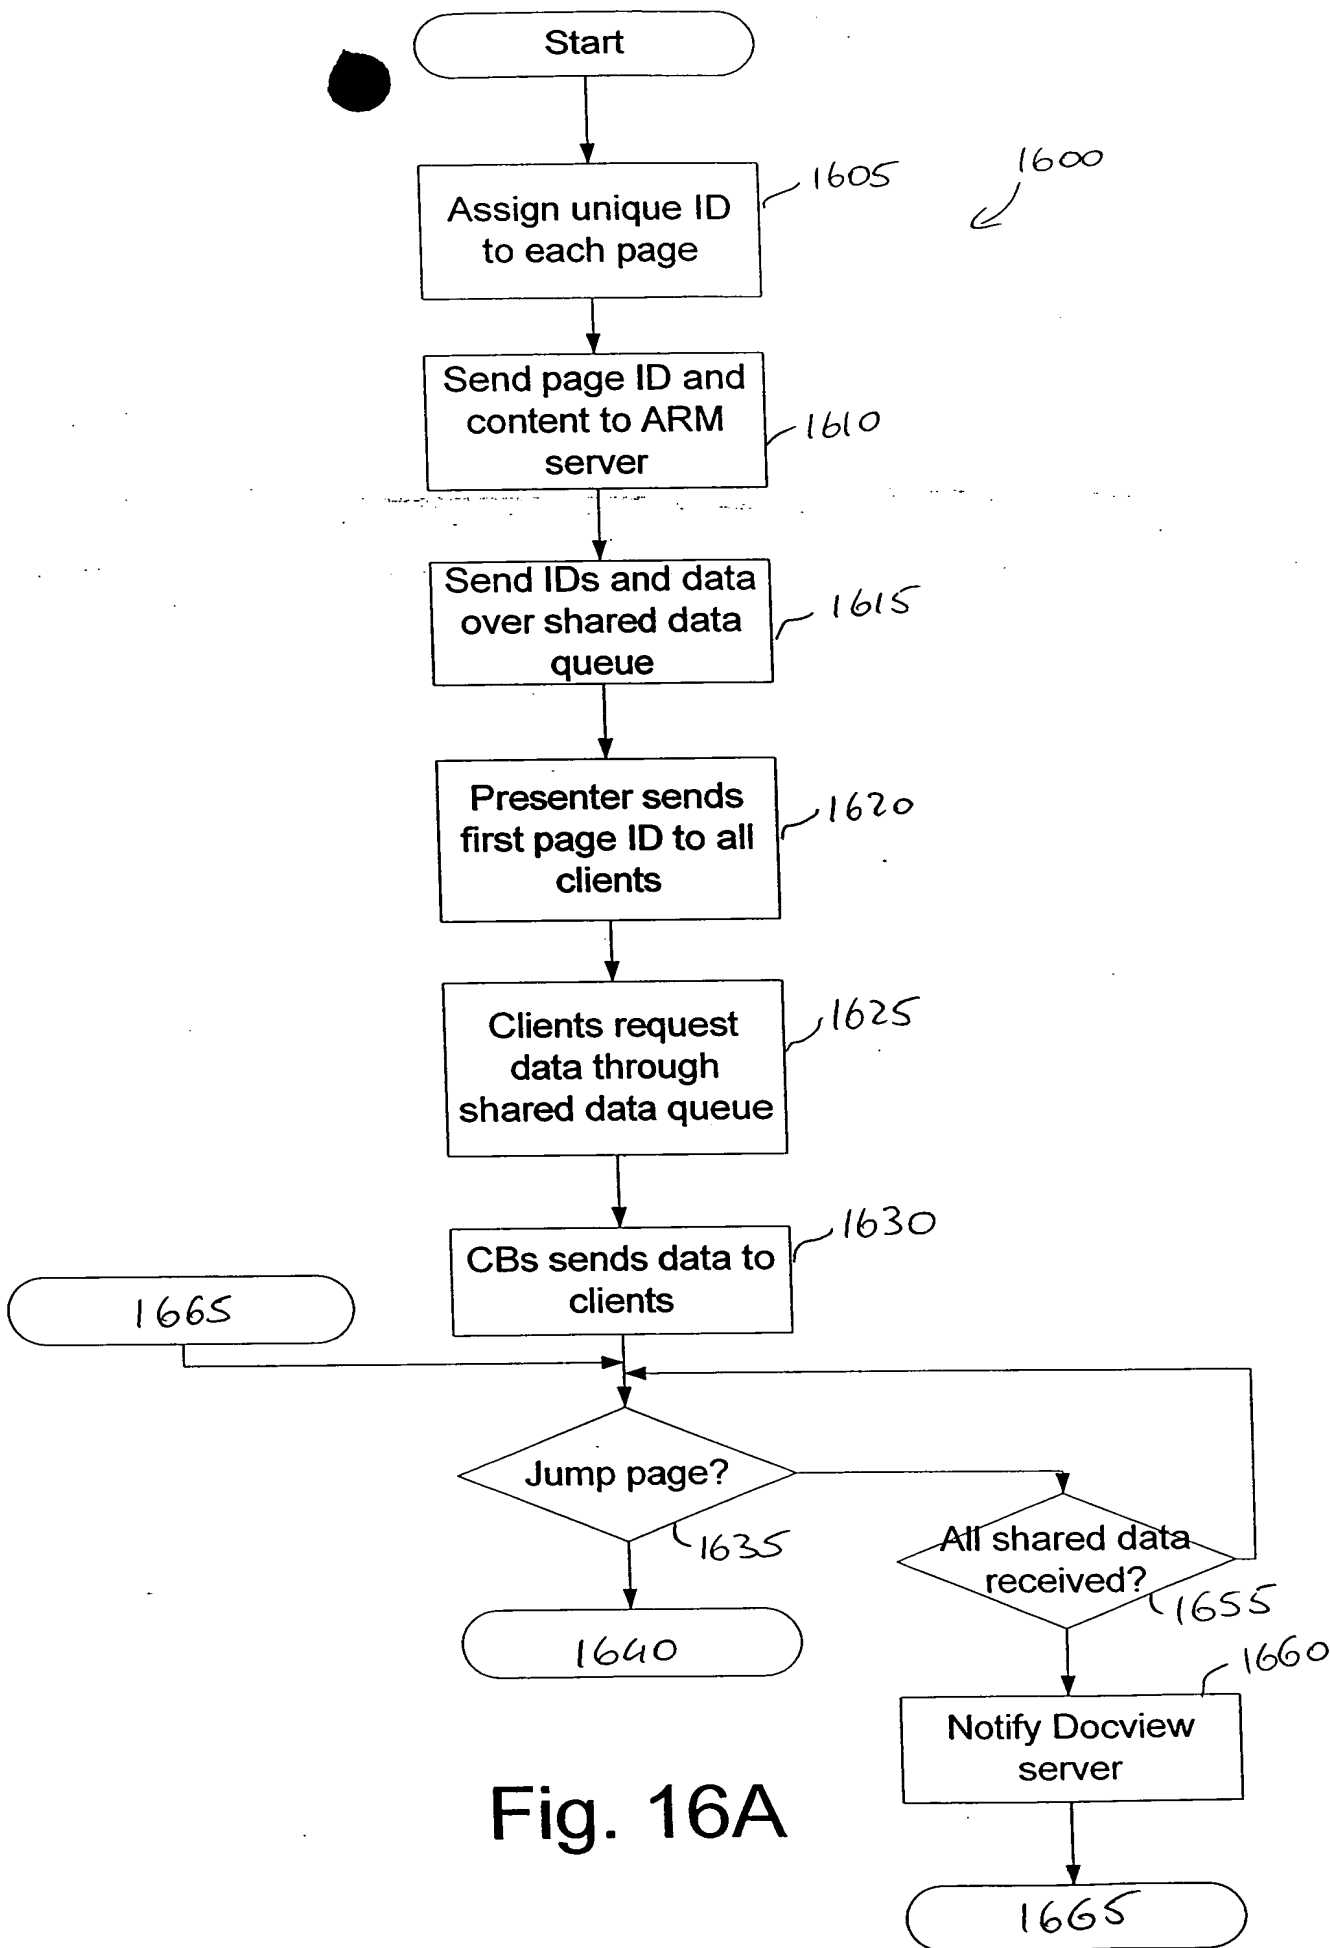 Start
1605
1600
Assign unique ID
to each page
Send page ID and
content to ARM
server
1610
Send IDs and data
over shared data
queue
1615
Presenter sends
first page ID to all
clients
1620
Clients request
data through
shared data queue
1625
CBs sends data to
clients
1630
1665
Jump page?
1635
All shared data
received?
1655
1640
1660
Notify Docview
server
Fig. 16A
1665